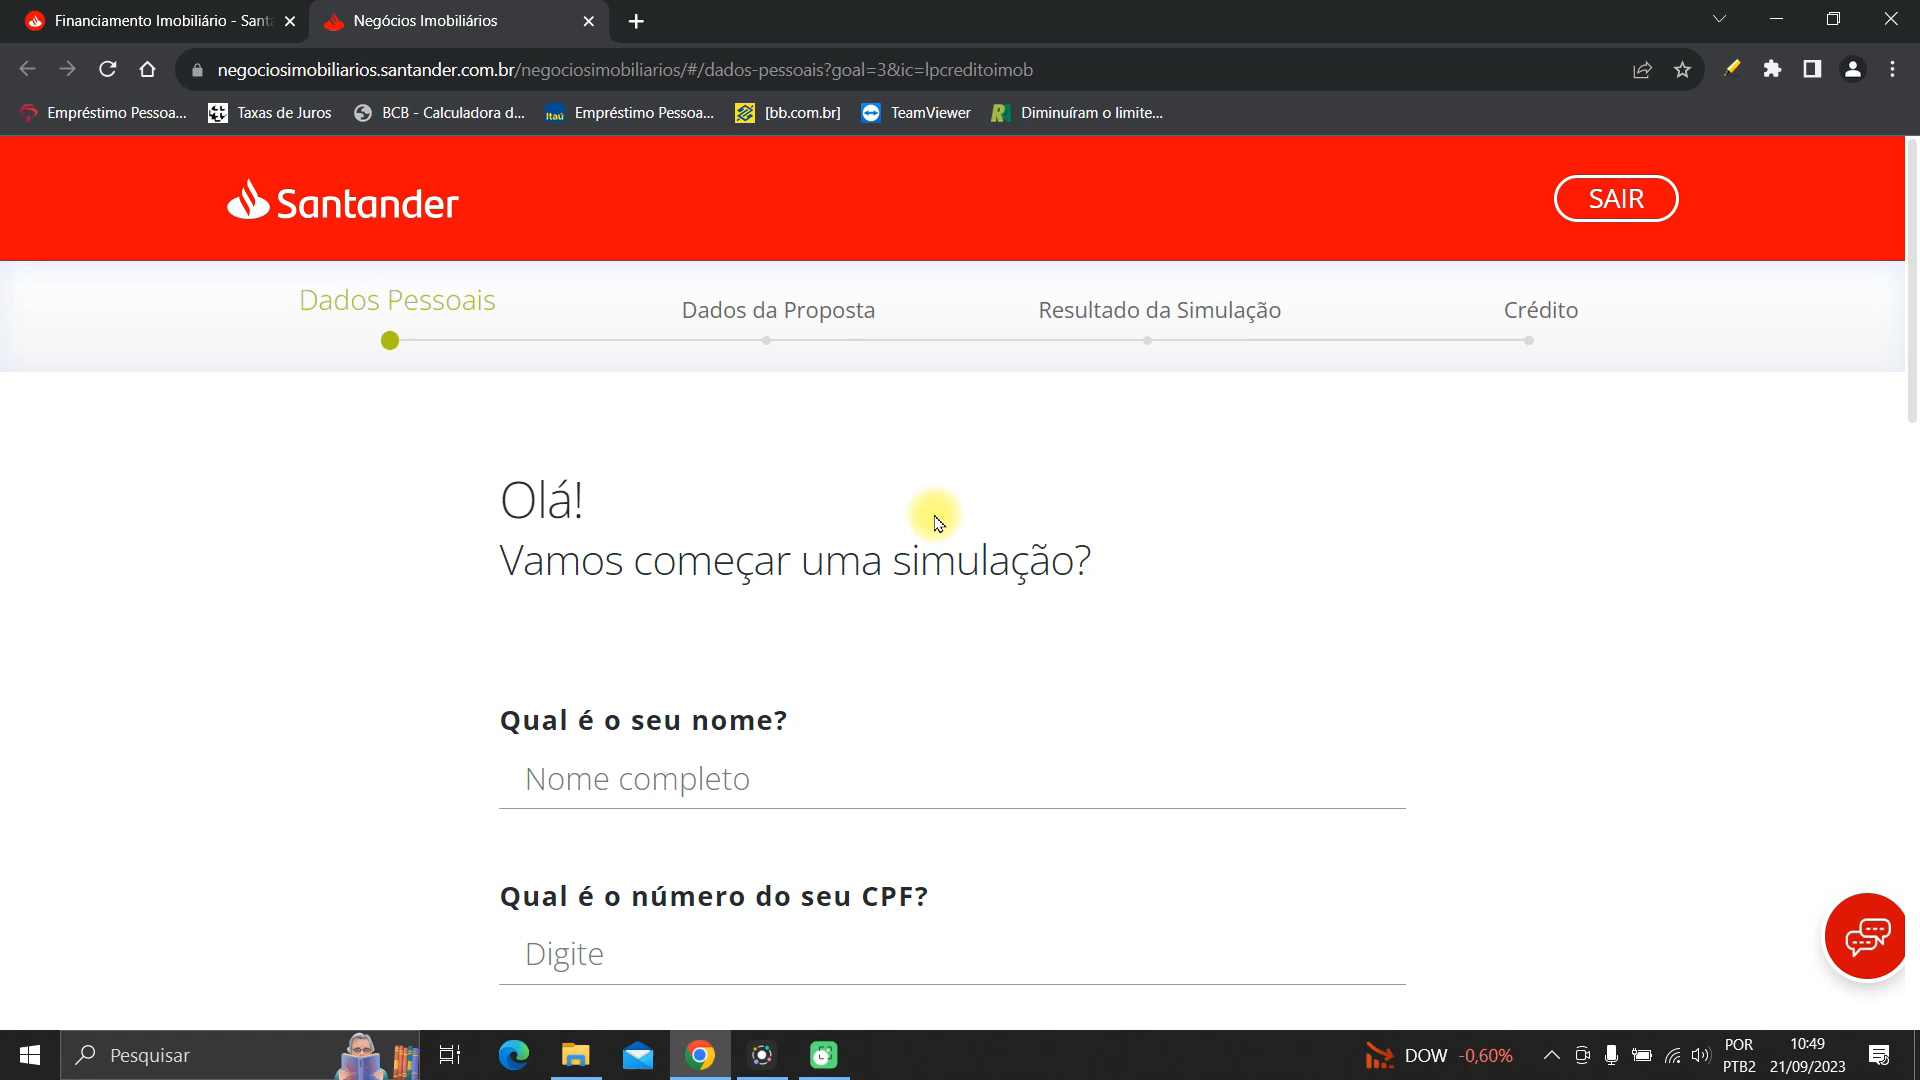 Financiamento Imobiliário - Sant
Negócios Imobiliários
negociosimobiliarios.santander.com.br/negociosimobiliarios/#/dados-pessoais?goal=3&ic=lpcreditoimob
Empréstimo Pessoa...
Taxas de Juros
BCB - Calculadora d...
Itaú
Empréstimo Pessoa...
[bb.com.br]
TeamViewer
Diminuíram o limite...
Santander
SAIR
Dados Pessoais
Dados da Proposta
Resultado da Simulação
Crédito
Olá!
Vamos começar uma simulação?
Qual é o seu nome?
Nome completo
Qual é o número do seu CPF?
Digite
Pesquisar
DOW -0,60%
POR
PTB2
10:49
21/09/2023